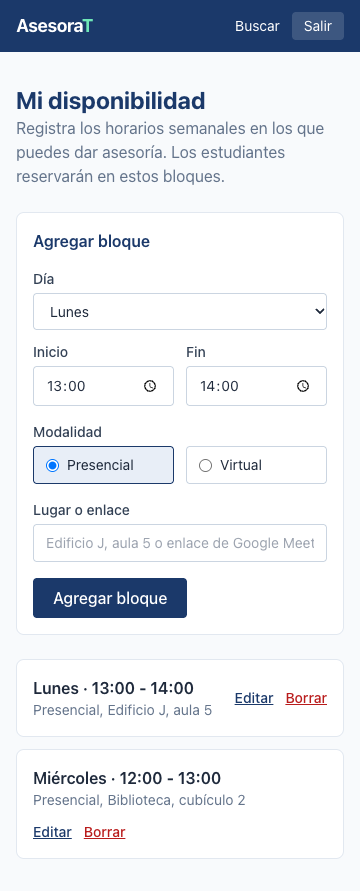 AsesoraT
Buscar
Salir
Mi disponibilidad
Registra los horarios semanales en los que
puedes dar asesoría. Los estudiantes
reservarán en estos bloques.
Agregar bloque
Día
Lunes
Inicio
Fin
13:00
14:00
Modalidad
Presencial
Virtual
Lugar o enlace
Edificio J, aula 5 o enlace de Google Meet
Agregar bloque
Lunes · 13:00 - 14:00
Presencial, Edificio J, aula 5
Editar
Borrar
Miércoles · 12:00 - 13:00
Presencial, Biblioteca, cubículo 2
Editar
Borrar